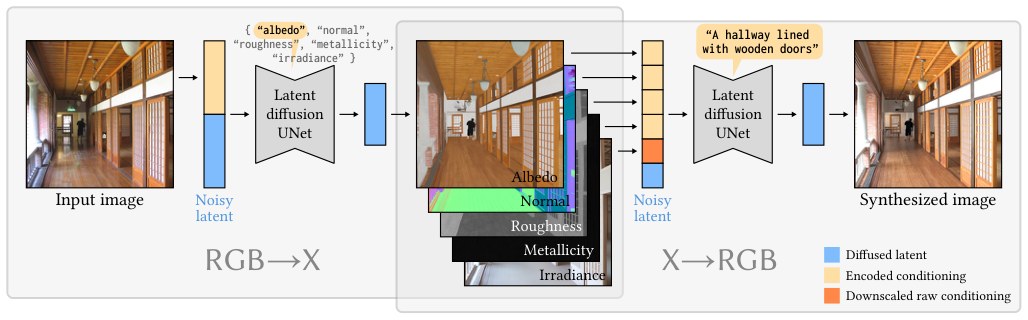 { “albedo”, “normal”,
“roughness”, “metallicity”,
“irradiance” }
Latent
diffusion
UNet
Input image
Noisy
latent
RGB→X
Albedo
Normal
Roughness
Metallicity
Irradiance
“A hallway lined
with wooden doors”
Latent
diffusion
UNet
Noisy
latent
Synthesized image
X→RGB
Diffused latent
Encoded conditioning
Downscaled raw conditioning